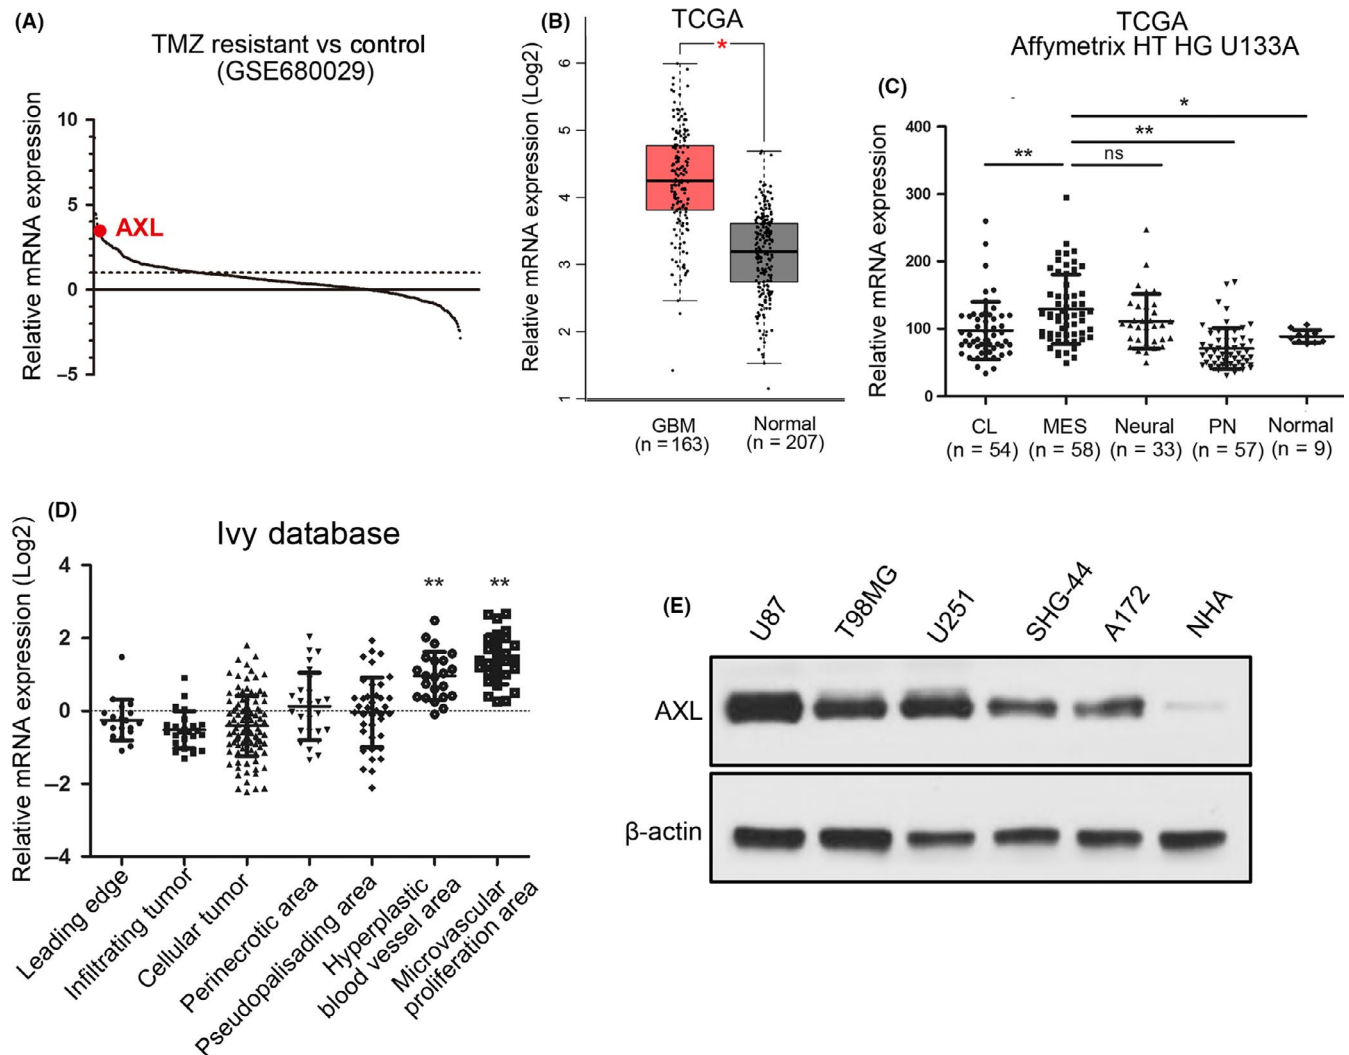 (A)
TMZ resistant vs control
(GSE680029)
Relative mRNA expression
10
5
0
–5
AXL
(B)
TCGA
*
Relative mRNA expression (Log2)
6
5
4
3
2
1
GBM
(n = 163)
Normal
(n = 207)
TCGA
Affymetrix HT HG U133A
(C)
*
**
**
ns
Relative mRNA expression
400
300
200
100
0
CL
(n = 54)
MES
(n = 58)
Neural
(n = 33)
PN
(n = 57)
Normal
(n = 9)
(D)
Ivy database
Relative mRNA expression (Log2)
4
2
0
–2
–4
**
**
Leading edge
Infiltrating tumor
Cellular tumor
Perinecrotic area
Pseudopalisading area
Hyperplastic
blood vessel area
Microvascular
proliferation area
(E)
U87
T98MG
U251
SHG-44
A172
NHA
AXL
β-actin